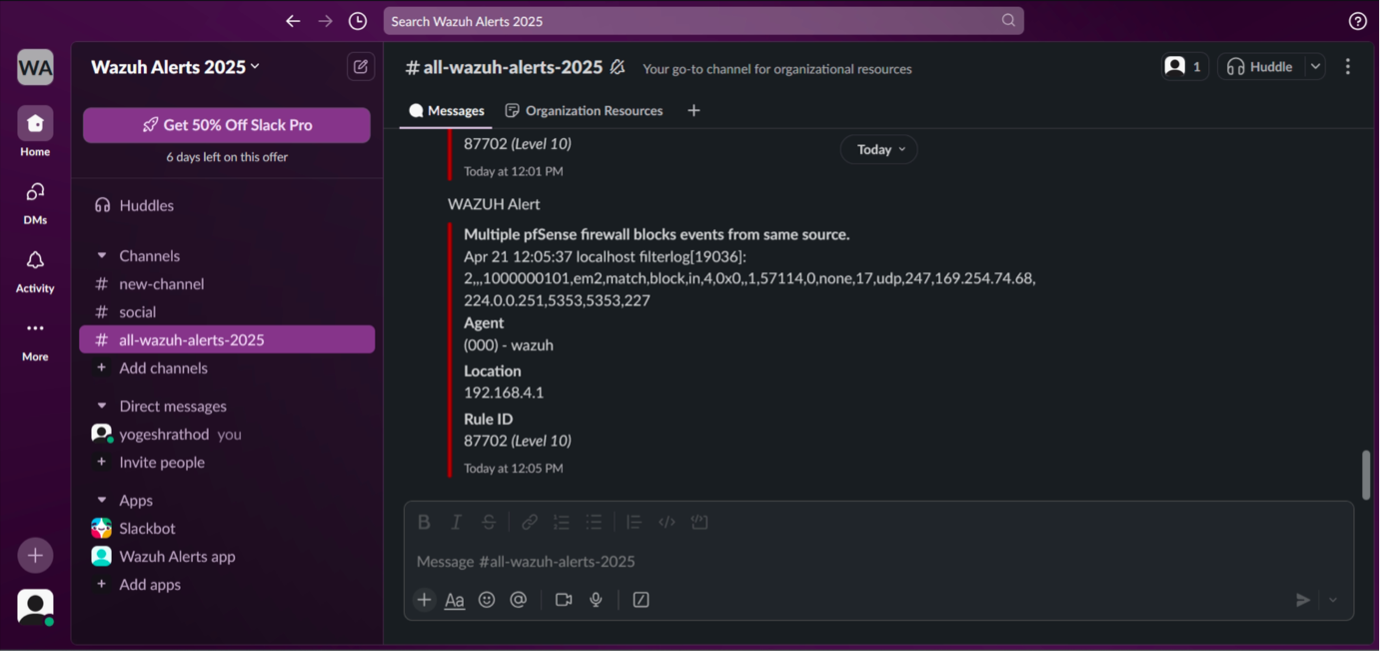 Search Wazuh Alerts 2025
WA
Wazuh Alerts 2025
Get 50% Off Slack Pro
6 days left on this offer
Home
DMs
Activity
More
Huddles
Channels
# new-channel
# social
# all-wazuh-alerts-2025
+ Add channels
Direct messages
yogeshrathod you
+ Invite people
Apps
Slackbot
Wazuh Alerts app
+ Add apps
# all-wazuh-alerts-2025 Your go-to channel for organizational resources
1 Huddle
Messages Organization Resources +
87702 (Level 10)
Today
Today at 12:01 PM
WAZUH Alert
Multiple pfSense firewall blocks events from same source.
Apr 21 12:05:37 localhost filterlog[19036]:
2,,,1000000101,em2,match,block,in,4,0x0,,1,57114,0,none,17,udp,247,169.254.74.68,
224.0.0.251,5353,5353,227
Agent
(000) - wazuh
Location
192.168.4.1
Rule ID
87702 (Level 10)
Today at 12:05 PM
B I S
Message #all-wazuh-alerts-2025
+ Aa @